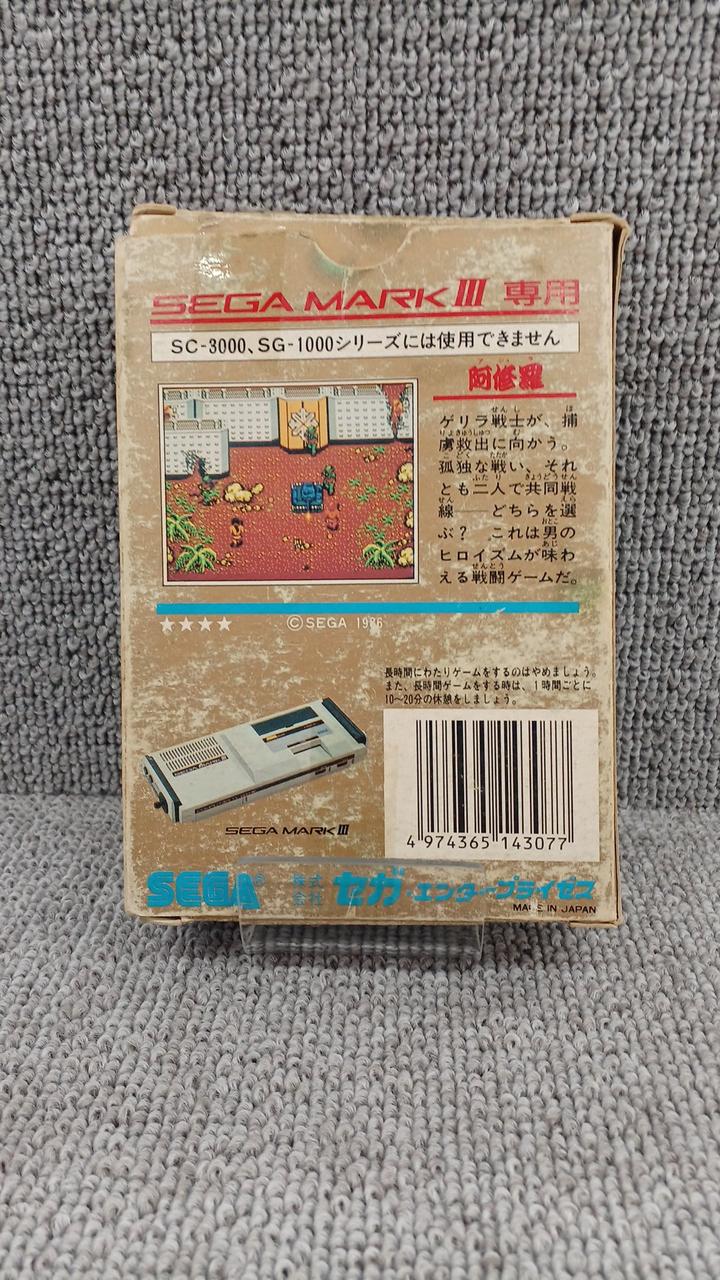 SEGA MARK III 専用
SC-3000、SG-1000シリーズには使用できません
阿修羅
ゲリラ戦士が、捕
虜救出に向かう。
孤独な戦い、それ
とも二人で共同戦
線――どちらを選
ぶ? これは男の
ヒロイズムが味わ
える戦闘ゲームだ。
★★★★ ©SEGA 1986
長時間にわたりゲームをするのはやめましょう。
また、長時間ゲームをする時は、1時間ごとに
10〜20分の休憩をしましょう。
SEGA MARK III
4 974365 143077
SEGA® 株式会社 セガ・エンタープライゼス
MADE IN JAPAN